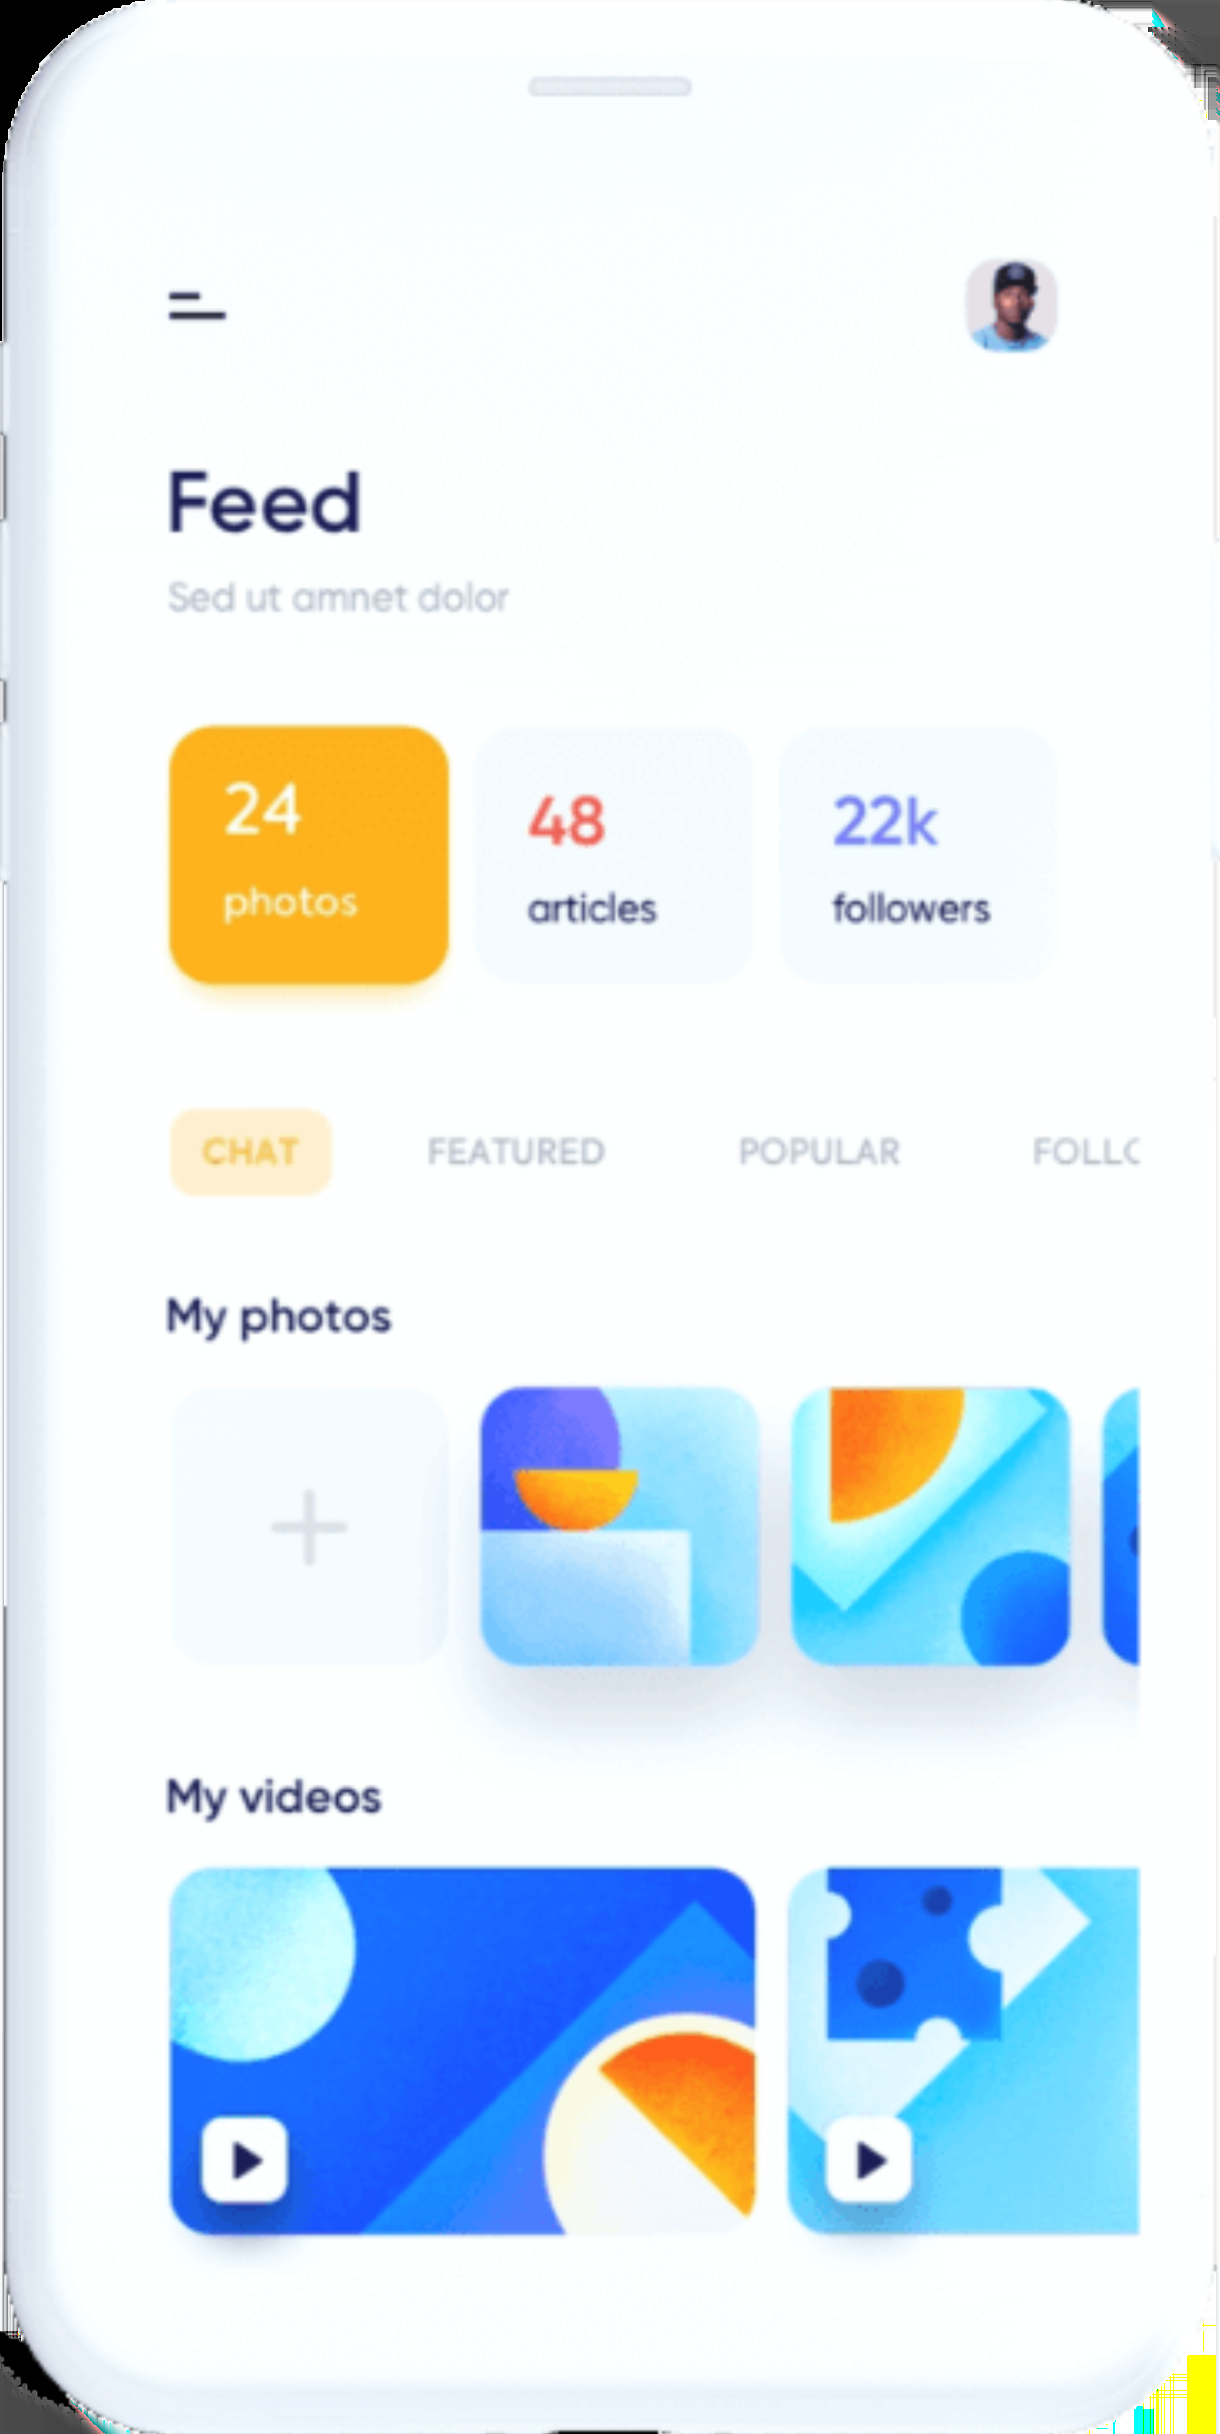 Feed
Sed ut amnet dolor
24
photos
48
articles
22k
followers
CHAT FEATURED POPULAR FOLLC
My photos
My videos